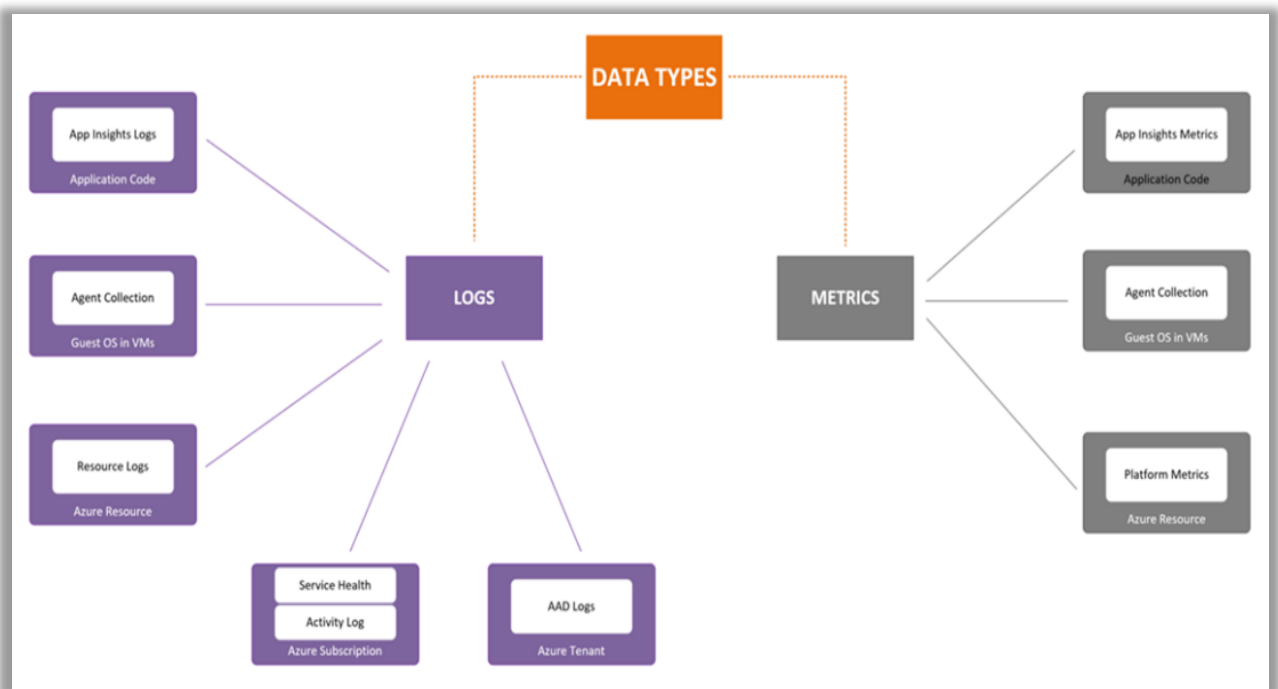 DATA TYPES
App Insights Logs
Application Code
App Insights Metrics
Application Code
Agent Collection
Guest OS in VMs
LOGS
METRICS
Agent Collection
Guest OS in VMs
Resource Logs
Azure Resource
Platform Metrics
Azure Resource
Service Health
Activity Log
Azure Subscription
AAD Logs
Azure Tenant